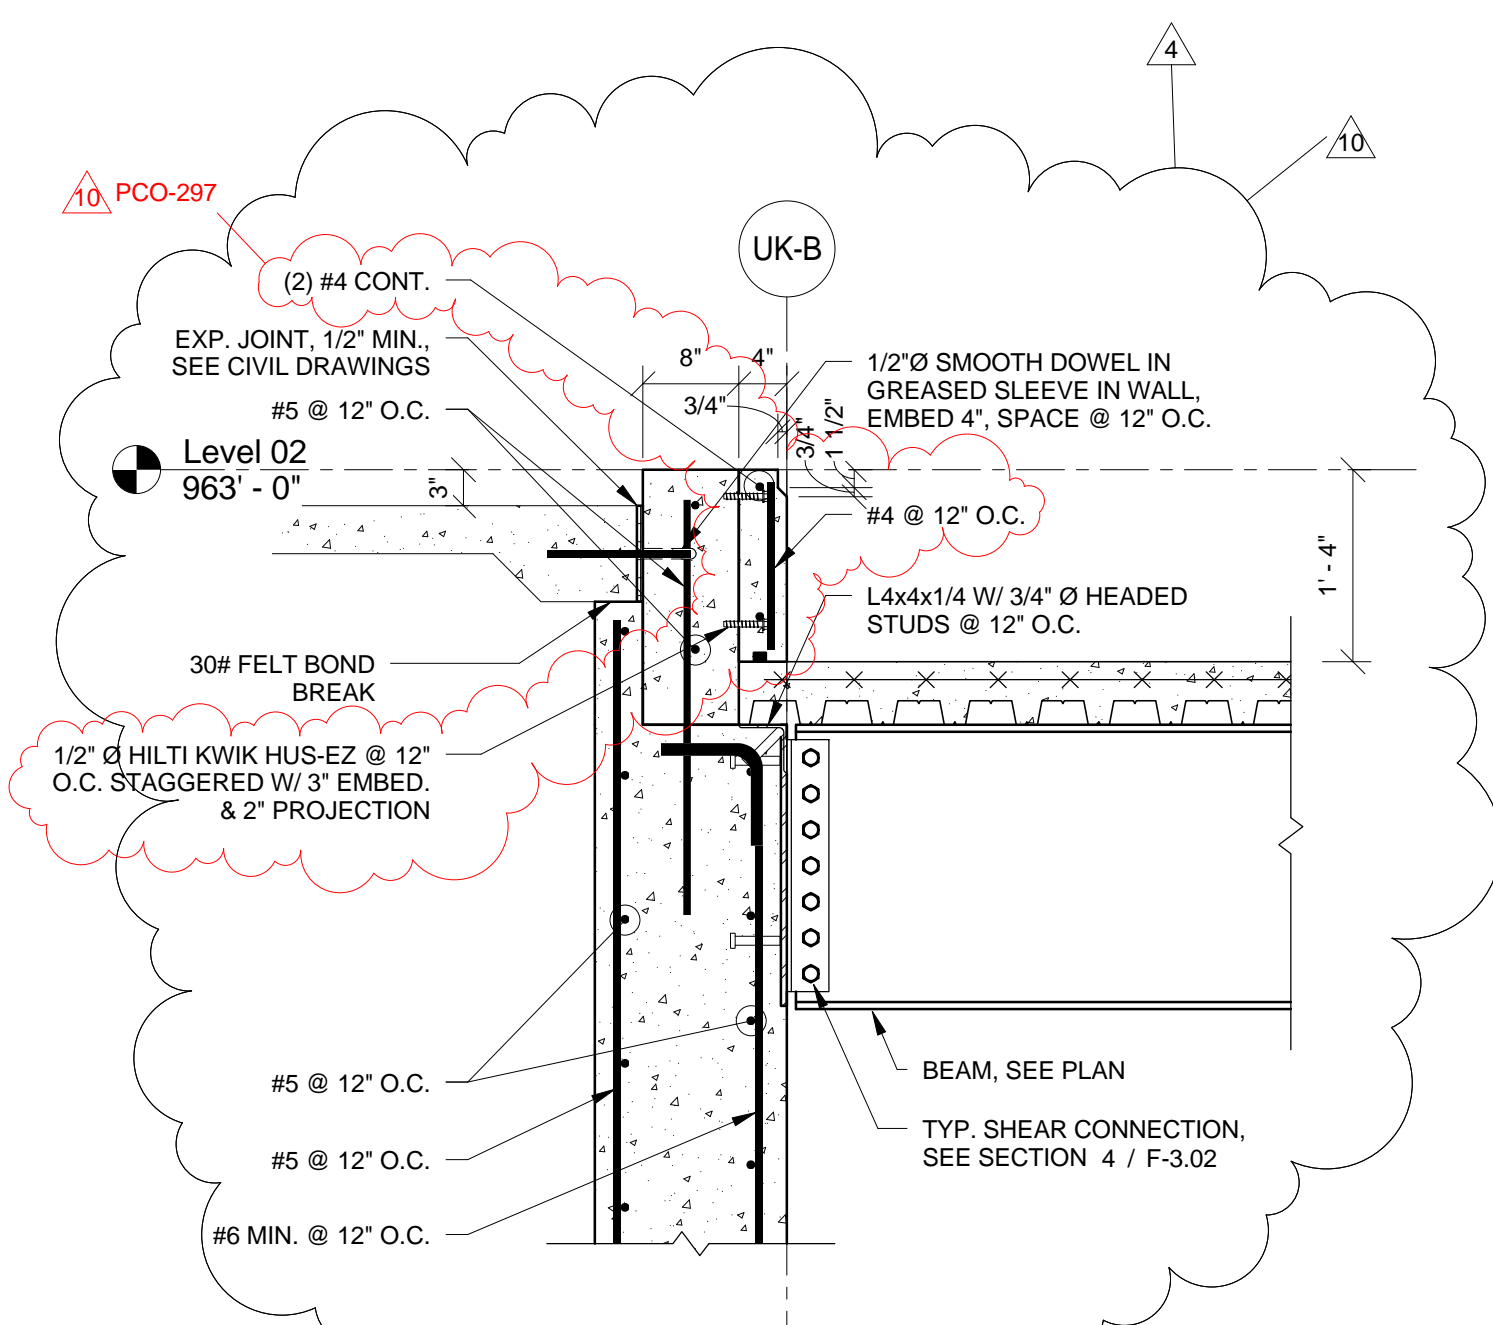 4
10
10 PCO-297
UK-B
(2) #4 CONT.
EXP. JOINT, 1/2" MIN.,
SEE CIVIL DRAWINGS
#5 @ 12" O.C.
8"
4"
3/4"
3/4"
1 1/2"
1/2"Ø SMOOTH DOWEL IN
GREASED SLEEVE IN WALL,
EMBED 4", SPACE @ 12" O.C.
Level 02
963' - 0"
3"
#4 @ 12" O.C.
1' - 4"
L4x4x1/4 W/ 3/4" Ø HEADED
STUDS @ 12" O.C.
30# FELT BOND
BREAK
1/2" Ø HILTI KWIK HUS-EZ @ 12"
O.C. STAGGERED W/ 3" EMBED.
& 2" PROJECTION
#5 @ 12" O.C.
BEAM, SEE PLAN
#5 @ 12" O.C.
TYP. SHEAR CONNECTION,
SEE SECTION 4 / F-3.02
#6 MIN. @ 12" O.C.